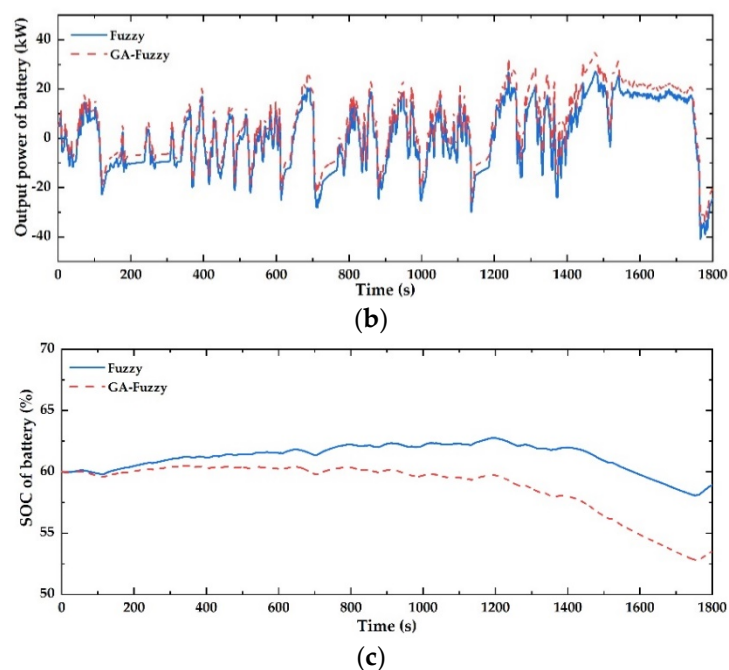 Output power of battery (kW)
40
20
0
-20
-40
Fuzzy
GA-Fuzzy
0 200 400 600 800 1000 1200 1400 1600 1800
Time (s)
(b)
SOC of battery (%)
70
65
60
55
50
Fuzzy
GA-Fuzzy
0 200 400 600 800 1000 1200 1400 1600 1800
Time (s)
(c)